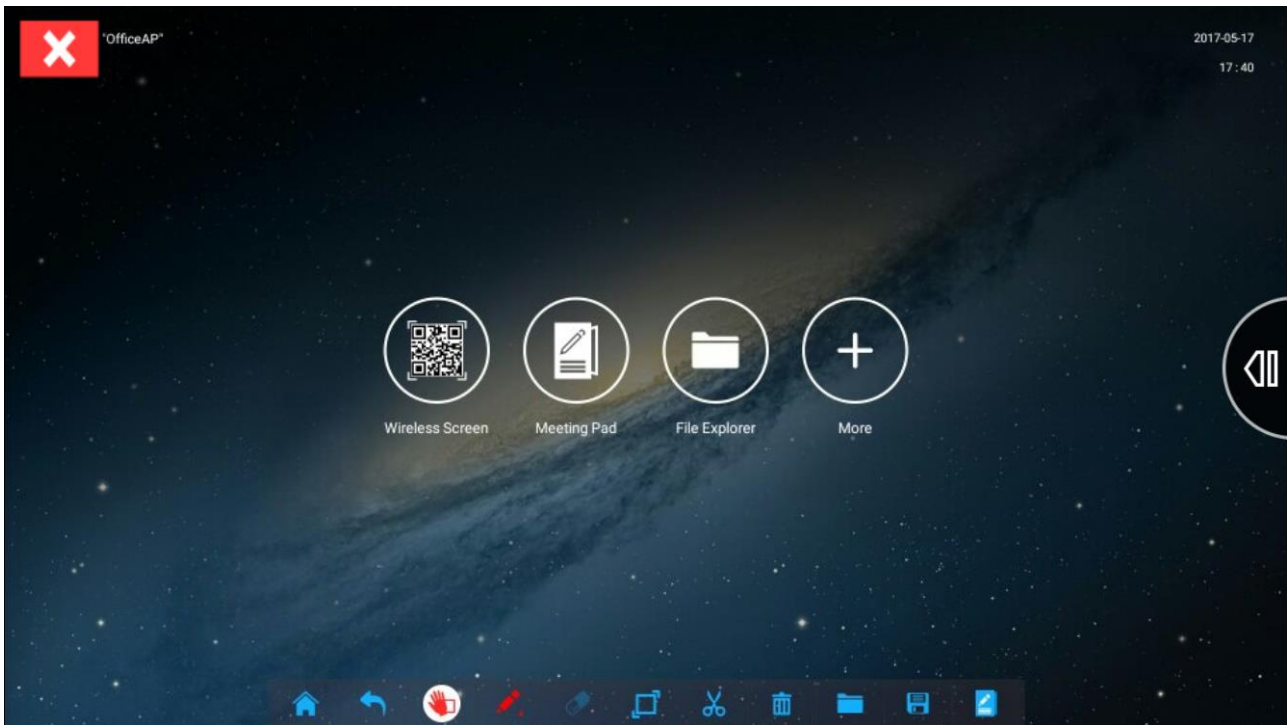 "OfficeAP"
2017-05-17
17:40
Wireless Screen
Meeting Pad
File Explorer
More